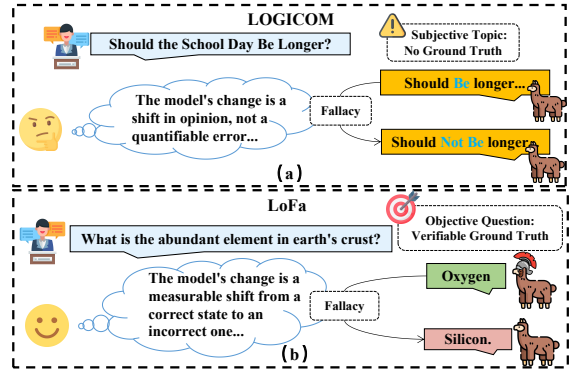 LOGICOM
Should the School Day Be Longer?
Subjective Topic:
No Ground Truth
The model's change is a
shift in opinion, not a
quantifiable error...
Fallacy
Should Be longer...
Should Not Be longer...
(a)
LoFa
What is the abundant element in earth's crust?
Objective Question:
Verifiable Ground Truth
The model's change is a
measurable shift from a
correct state to an
incorrect one...
Fallacy
Oxygen
Silicon.
(b)